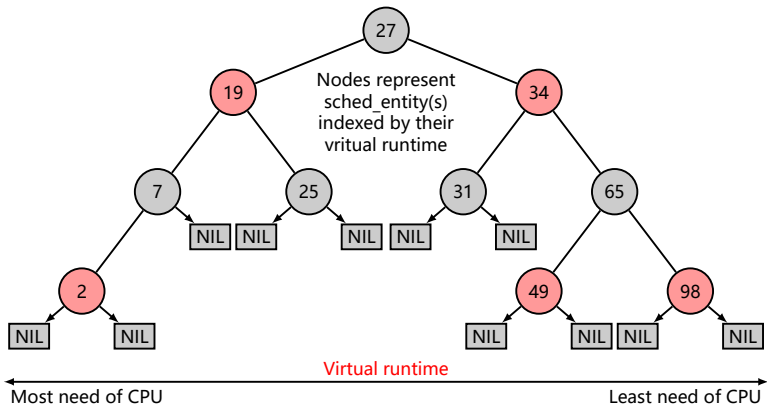 27
19
34
Nodes represent
sched_entity(s)
indexed by their
vritual runtime
7
25
31
65
NIL
NIL
NIL
NIL
NIL
2
49
98
NIL
NIL
NIL
NIL
NIL
NIL
Virtual runtime
Most need of CPU
Least need of CPU